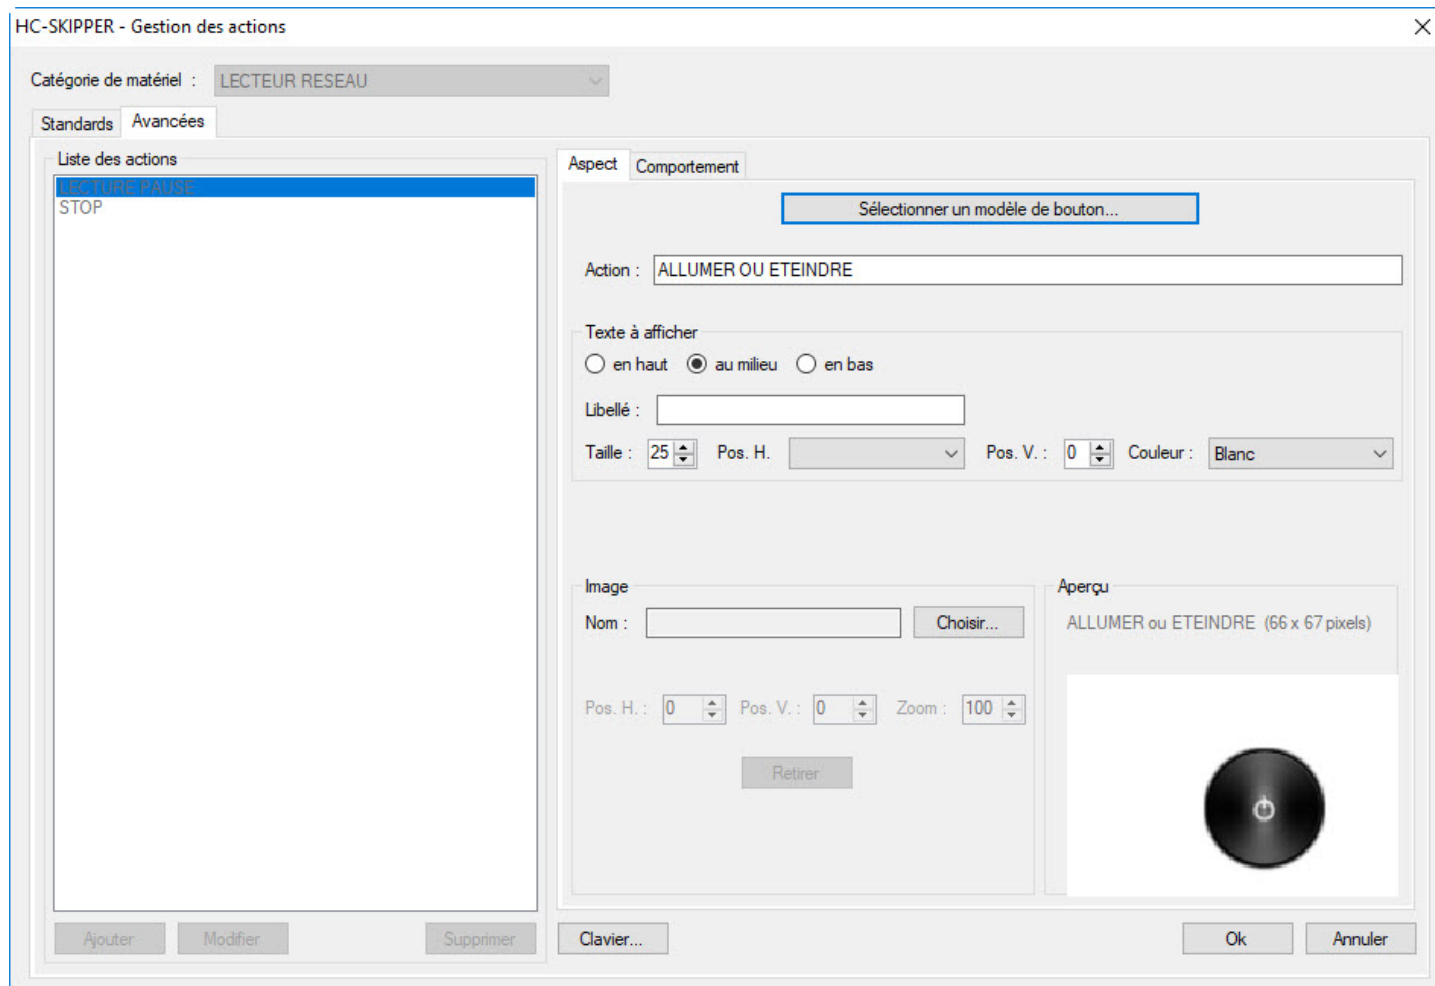 HC-SKIPPER - Gestion des actions
Catégorie de matériel : LECTEUR RESEAU
Standards Avancées
Liste des actions
LECTURE PAUSE
STOP
Aspect Comportement
Sélectionner un modèle de bouton...
Action : ALLUMER OU ETEINDRE
Texte à afficher
en haut au milieu en bas
Libellé :
Taille : 25 Pos. H. Pos. V. : 0 Couleur : Blanc
Image
Nom : Choisir...
Pos. H. : 0 Pos. V. : 0 Zoom : 100
Retirer
Aperçu
ALLUMER ou ETEINDRE (66 x 67 pixels)
Ajouter Modifier Supprimer Clavier... Ok Annuler